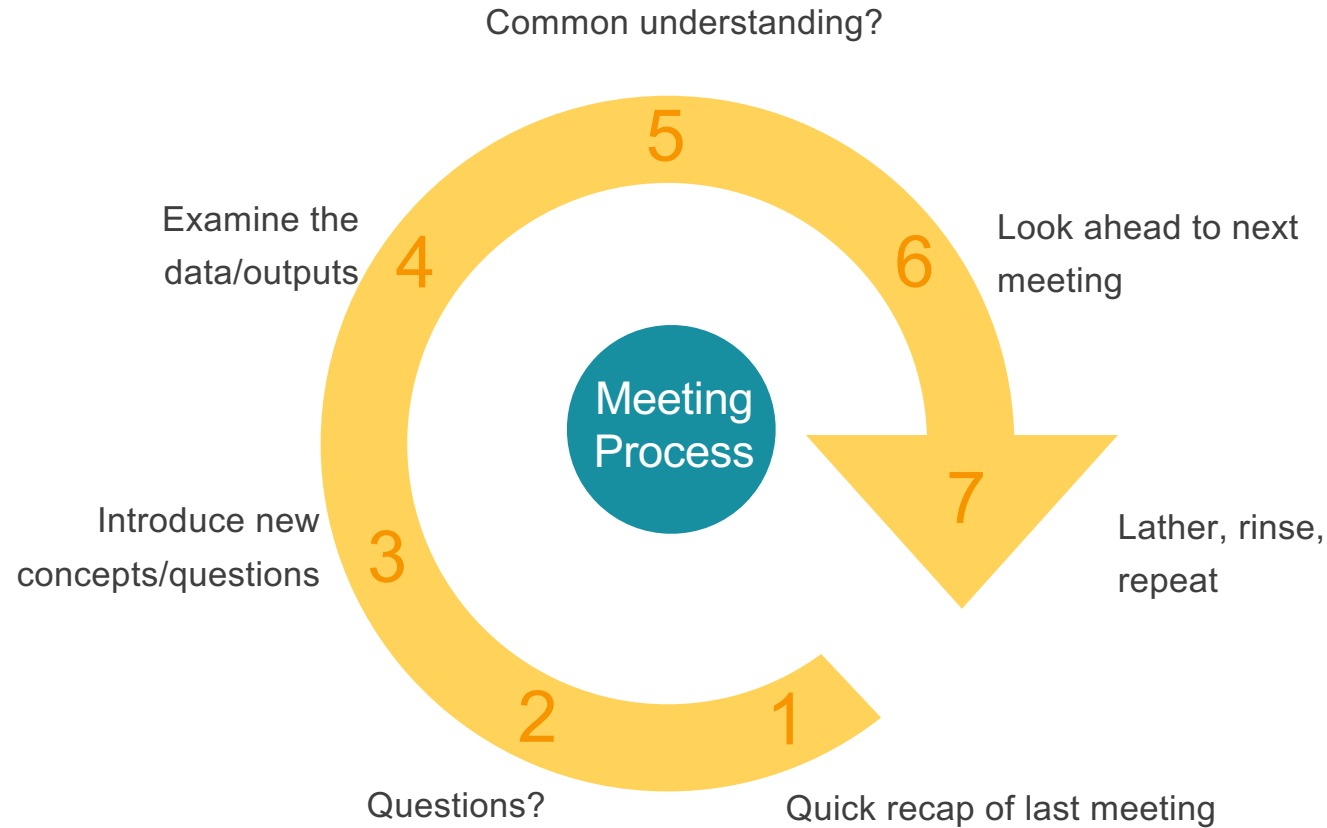 Common understanding?
5
Examine the
data/outputs
4
6
Look ahead to next
meeting
Meeting
Process
7
Introduce new
concepts/questions
3
Lather, rinse,
repeat
2
1
Questions?
Quick recap of last meeting